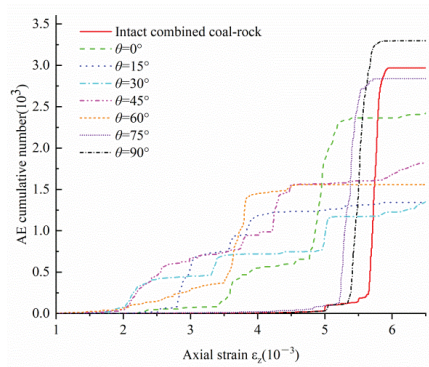 AE cumulative number(10³)
3.5
3.0
2.5
2.0
1.5
1.0
0.5
0.0
Intact combined coal-rock
θ=0°
θ=15°
θ=30°
θ=45°
θ=60°
θ=75°
θ=90°
1 2 3 4 5 6
Axial strain ε_z(10⁻³)